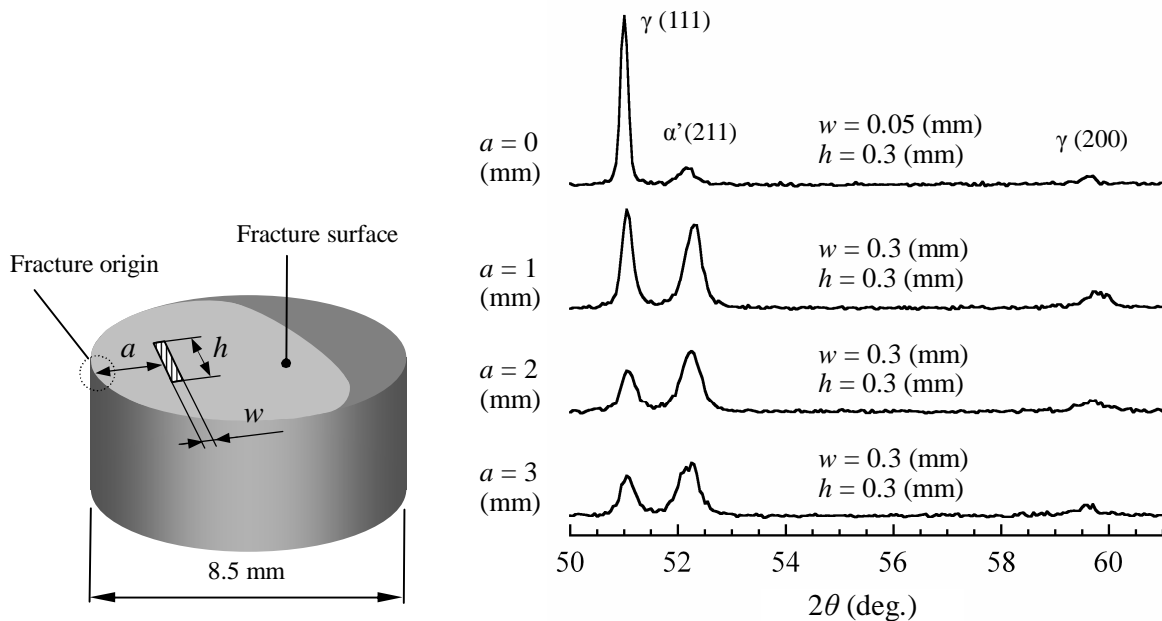 Fracture surface
Fracture origin
a
h
w
8.5 mm
γ (111)
α’(211)
γ (200)
a = 0
(mm)
w = 0.05 (mm)
h = 0.3 (mm)
a = 1
(mm)
w = 0.3 (mm)
h = 0.3 (mm)
a = 2
(mm)
w = 0.3 (mm)
h = 0.3 (mm)
a = 3
(mm)
w = 0.3 (mm)
h = 0.3 (mm)
50 52 54 56 58 60
2θ (deg.)